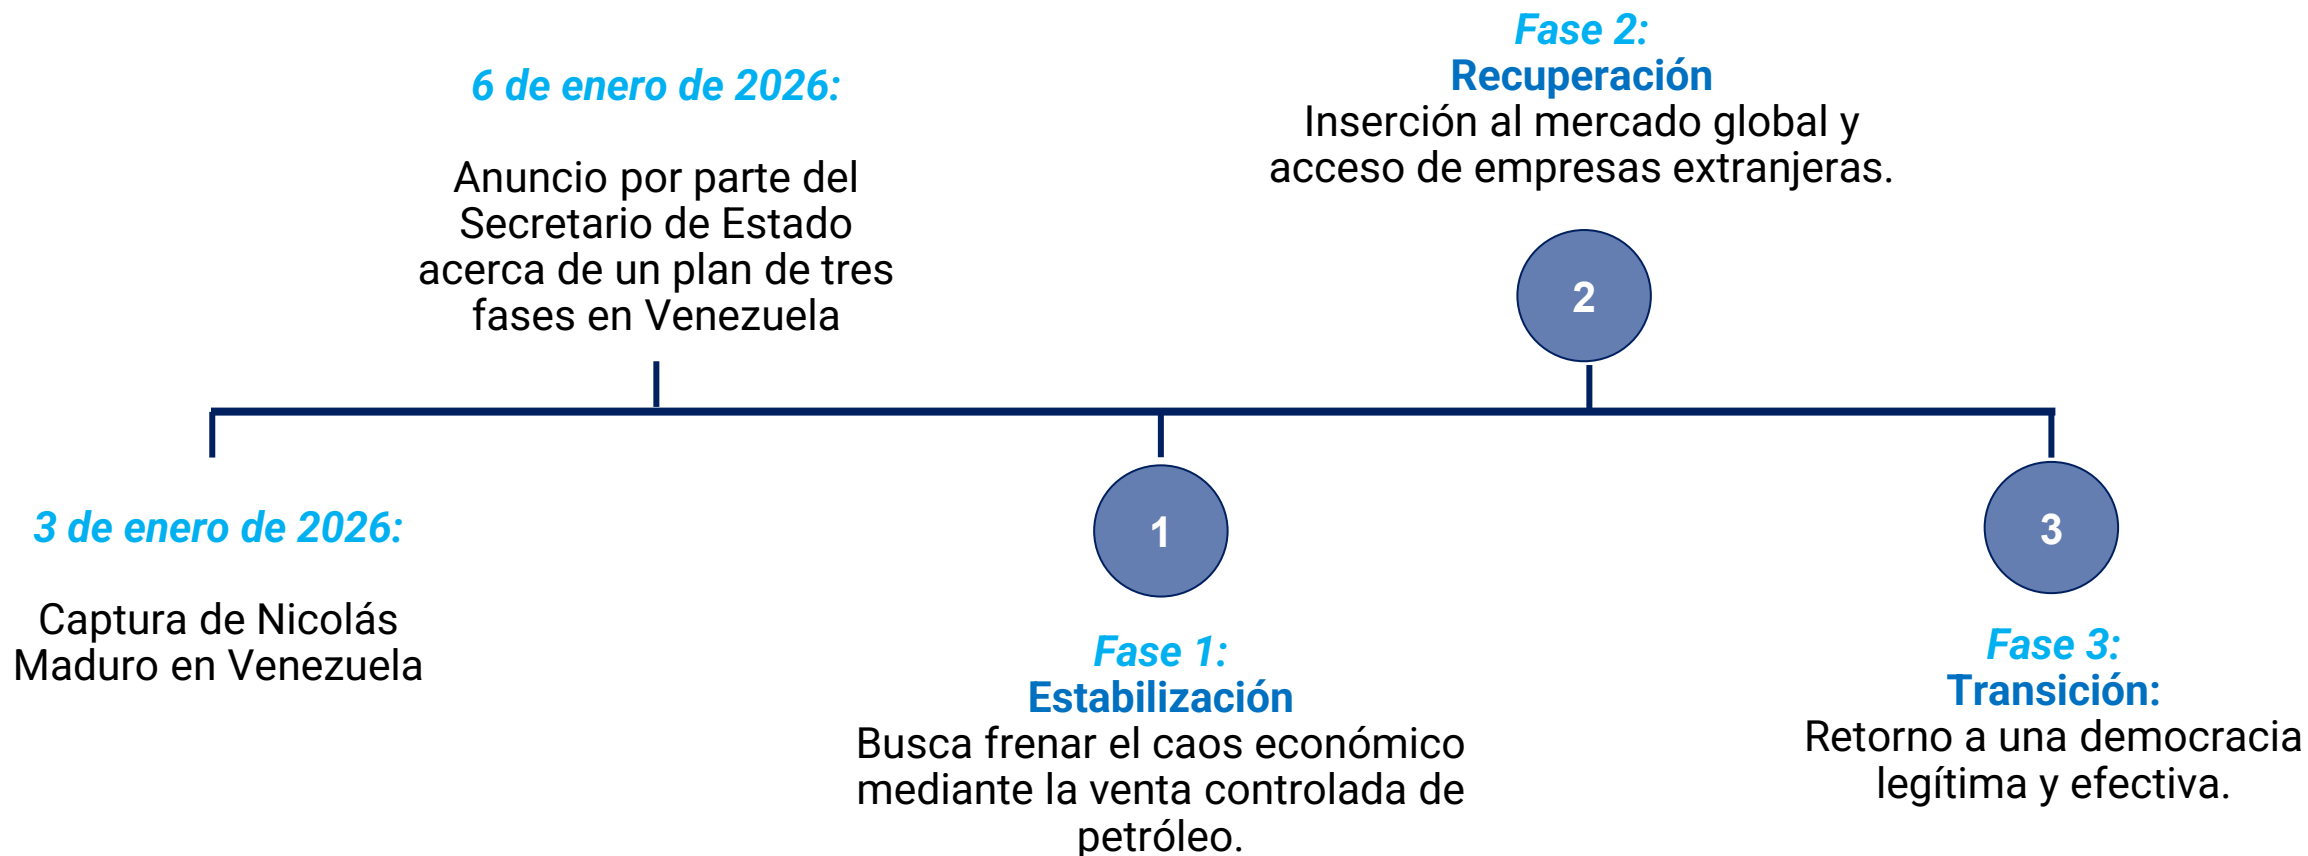 3 de enero de 2026:
Captura de Nicolás
Maduro en Venezuela
6 de enero de 2026:
Anuncio por parte del
Secretario de Estado
acerca de un plan de tres
fases en Venezuela
1
Fase 1:
Estabilización
Busca frenar el caos económico
mediante la venta controlada de
petróleo.
Fase 2:
Recuperación
Inserción al mercado global y
acceso de empresas extranjeras.
2
3
Fase 3:
Transición:
Retorno a una democracia
legítima y efectiva.